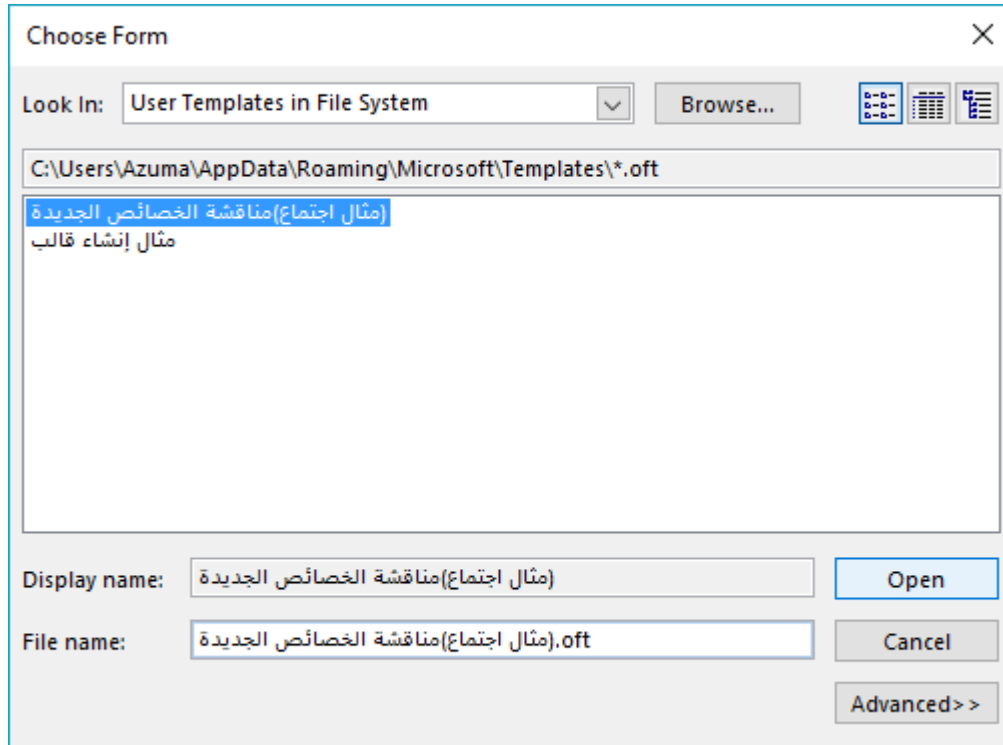 Choose Form
Look In: User Templates in File System Browse...
C:\Users\Azuma\AppData\Roaming\Microsoft\Templates\*.oft
(مثال اجتماع)مناقشة الخصائص الجديدة
مثال إنشاء قالب
Display name: (مثال اجتماع)مناقشة الخصائص الجديدة Open
File name: (مثال اجتماع)مناقشة الخصائص الجديدة.oft Cancel
Advanced>>